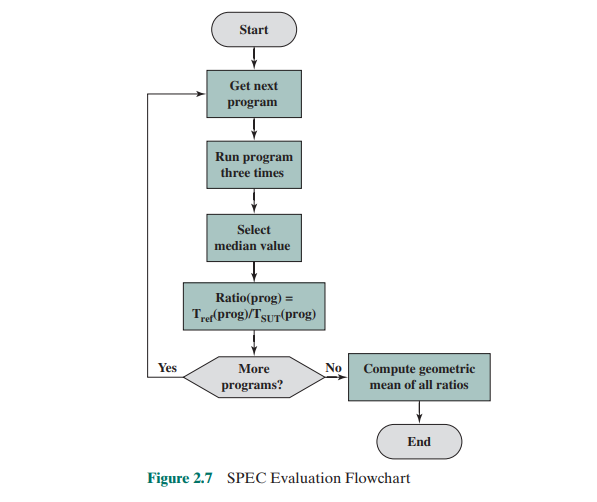 Start
Get next
program
Run program
three times
Select
median value
Ratio(prog) =
Tref(prog)/TSUT(prog)
Yes
More
programs?
No
Compute geometric
mean of all ratios
End
Figure 2.7 SPEC Evaluation Flowchart